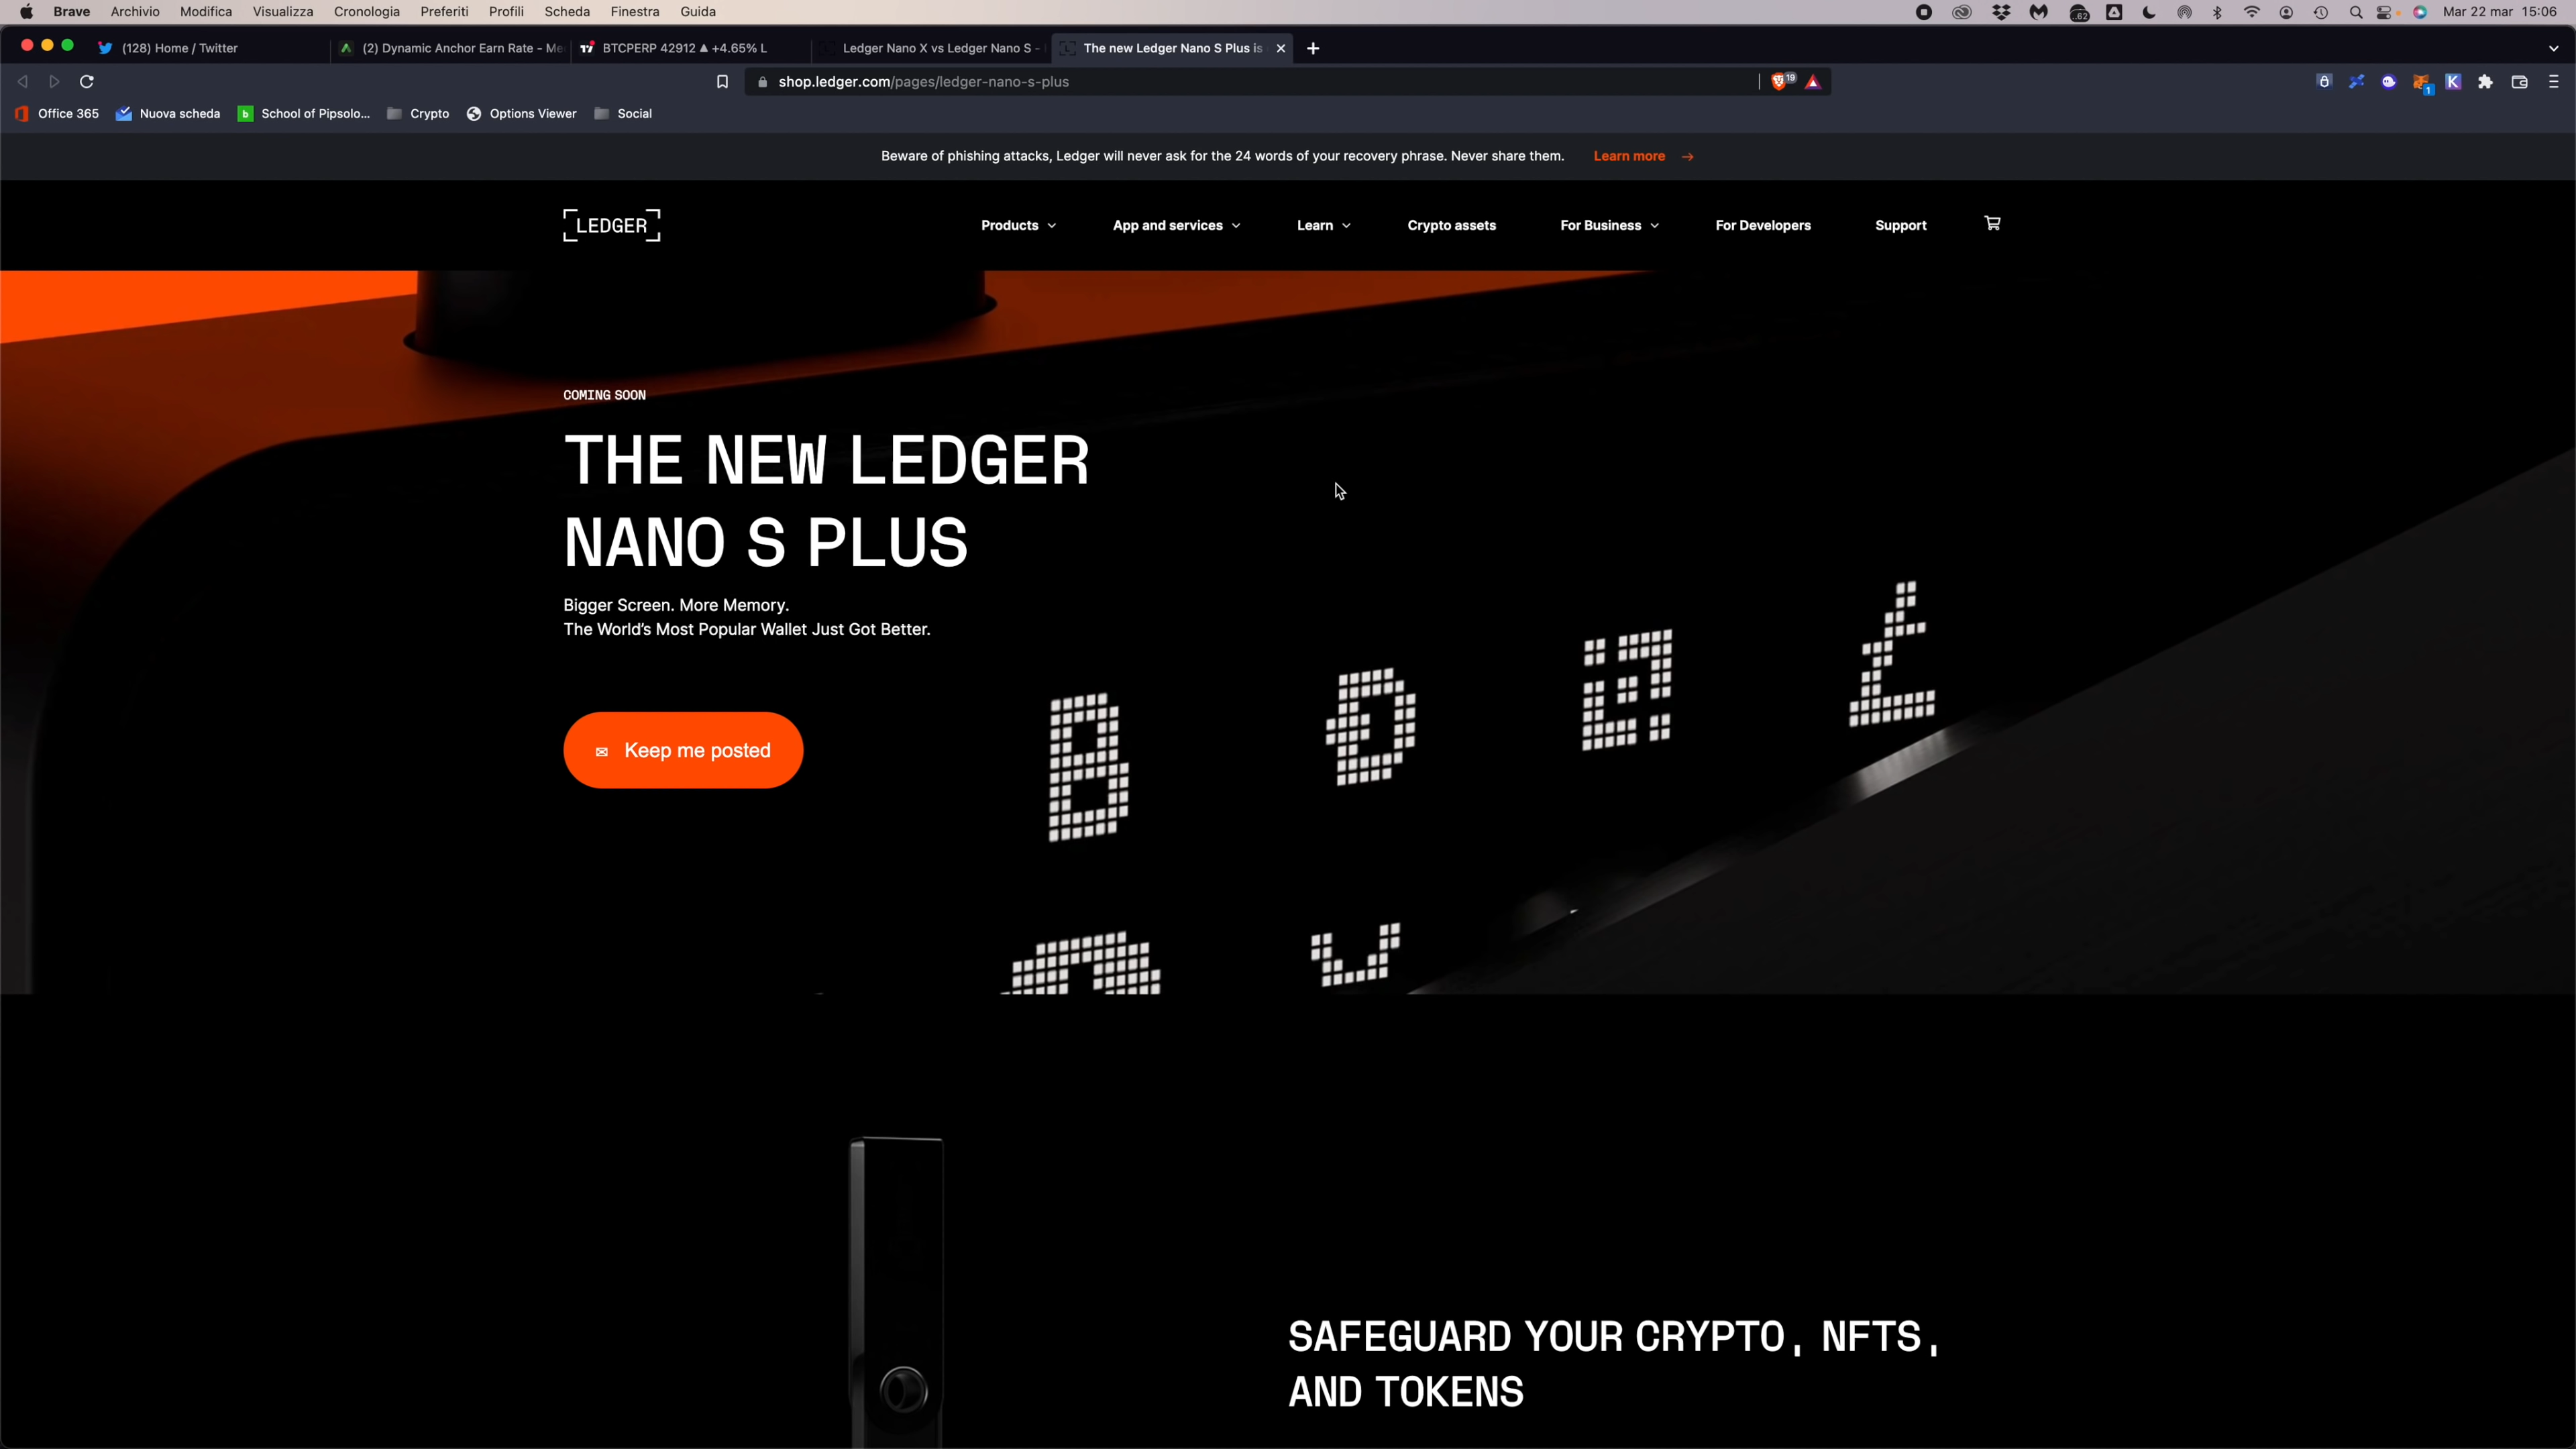 Brave Archivio Modifica Visualizza Cronologia Preferiti Profili Scheda Finestra Guida
62
Mar 22 mar 15:06
(128) Home / Twitter
(2) Dynamic Anchor Earn Rate - Me
BTCPERP 42912 ▲ +4.65% L
Ledger Nano X vs Ledger Nano S -
The new Ledger Nano S Plus is
shop.ledger.com/pages/ledger-nano-s-plus
19
1
Office 365
Nuova scheda
School of Pipsolo...
Crypto
Options Viewer
Social
Beware of phishing attacks, Ledger will never ask for the 24 words of your recovery phrase. Never share them. Learn more →
LEDGER
Products
App and services
Learn
Crypto assets
For Business
For Developers
Support
COMING SOON
THE NEW LEDGER
NANO S PLUS
Bigger Screen. More Memory.
The World's Most Popular Wallet Just Got Better.
Keep me posted
SAFEGUARD YOUR CRYPTO, NFTS,
AND TOKENS